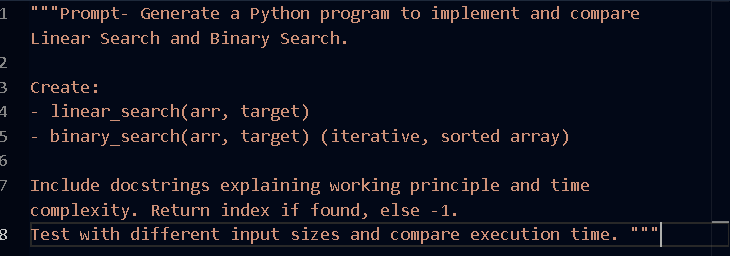 1 """Prompt- Generate a Python program to implement and compare
Linear Search and Binary Search.
2
3 Create:
4 - linear_search(arr, target)
5 - binary_search(arr, target) (iterative, sorted array)
6
7 Include docstrings explaining working principle and time
complexity. Return index if found, else -1.
8 Test with different input sizes and compare execution time. """